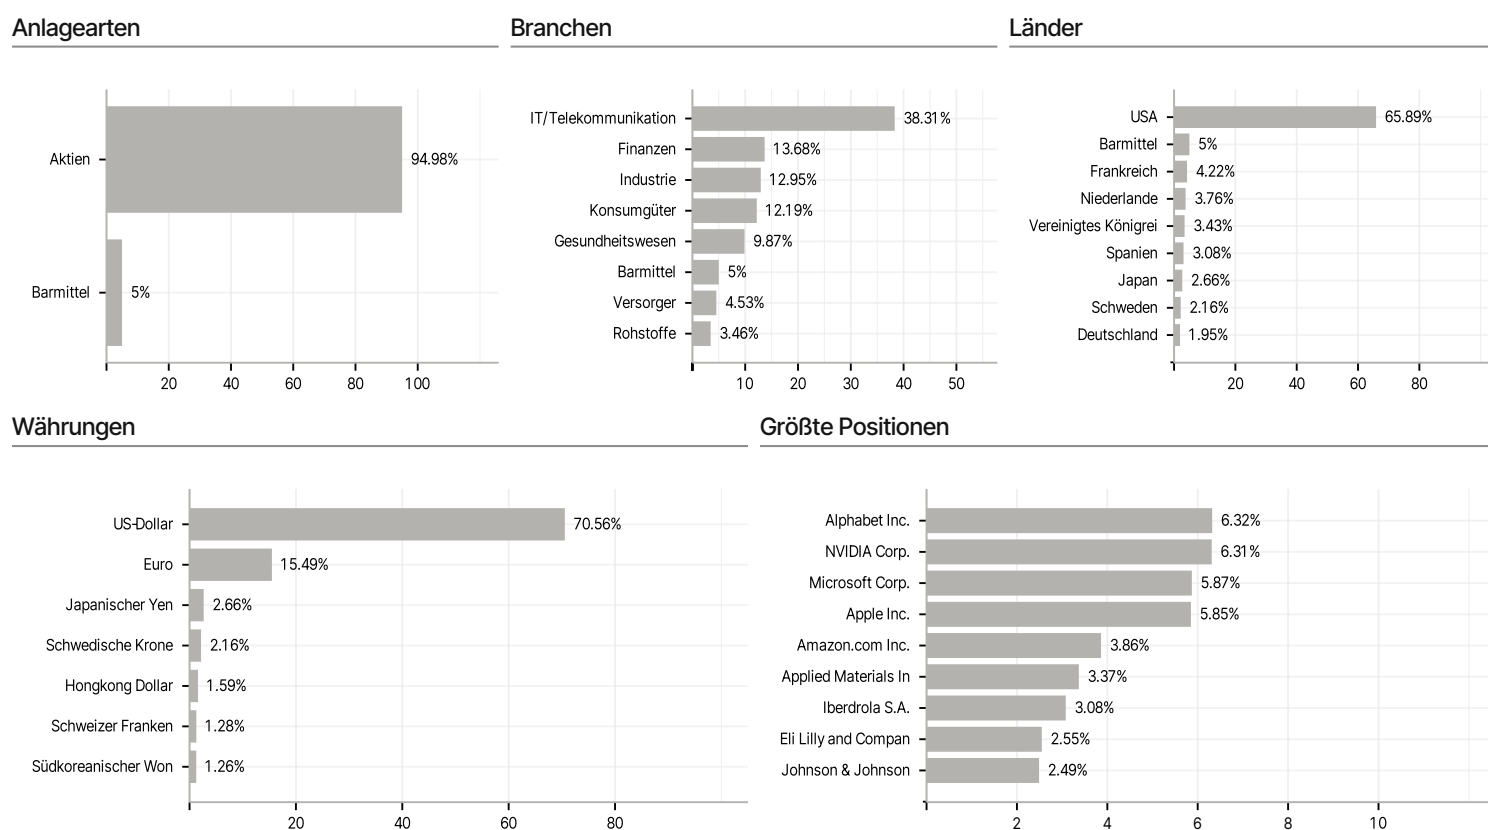 Anlagearten
Aktien 94.98%
Barmittel 5%
20 40 60 80 100
Branchen
IT/Telekommunikation 38.31%
Finanzen 13.68%
Industrie 12.95%
Konsumgüter 12.19%
Gesundheitswesen 9.87%
Barmittel 5%
Versorger 4.53%
Rohstoffe 3.46%
10 20 30 40 50
Länder
USA 65.89%
Barmittel 5%
Frankreich 4.22%
Niederlande 3.76%
Vereinigtes Königrei 3.43%
Spanien 3.08%
Japan 2.66%
Schweden 2.16%
Deutschland 1.95%
20 40 60 80
Währungen
US-Dollar 70.56%
Euro 15.49%
Japanischer Yen 2.66%
Schwedische Krone 2.16%
Hongkong Dollar 1.59%
Schweizer Franken 1.28%
Südkoreanischer Won 1.26%
20 40 60 80
Größte Positionen
Alphabet Inc. 6.32%
NVIDIA Corp. 6.31%
Microsoft Corp. 5.87%
Apple Inc. 5.85%
Amazon.com Inc. 3.86%
Applied Materials In 3.37%
Iberdrola S.A. 3.08%
Eli Lilly and Compan 2.55%
Johnson & Johnson 2.49%
2 4 6 8 10